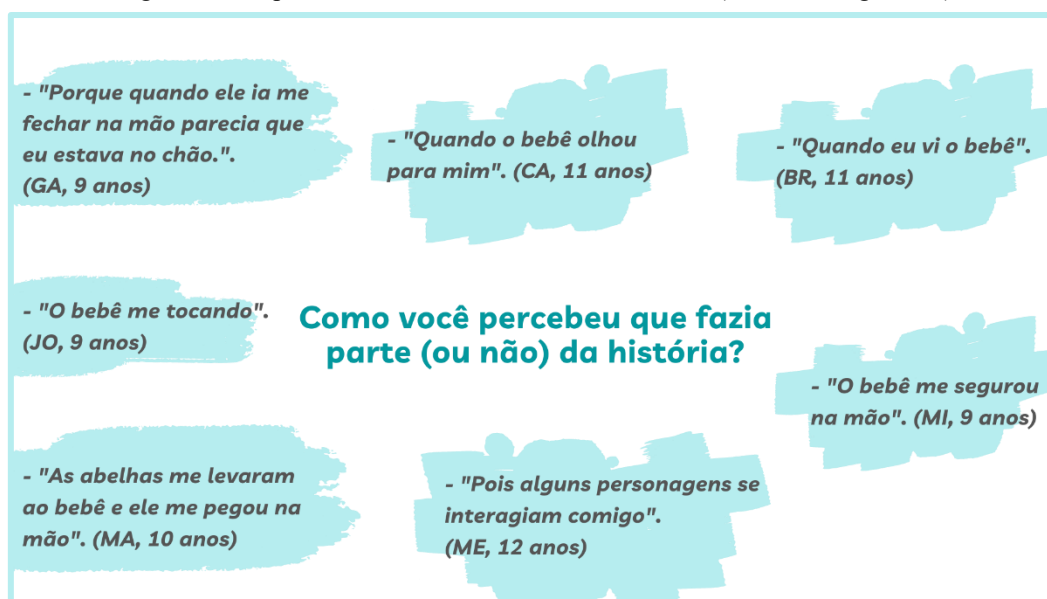 - "Porque quando ele ia me
fechar na mão parecia que
eu estava no chão.".
(GA, 9 anos)
- "Quando o bebê olhou
para mim". (CA, 11 anos)
- "Quando eu vi o bebê".
(BR, 11 anos)
- "O bebê me tocando".
(JO, 9 anos)
Como você percebeu que fazia
parte (ou não) da história?
- "O bebê me segurou
na mão". (MI, 9 anos)
- "As abelhas me levaram
ao bebê e ele me pegou na
mão". (MA, 10 anos)
- "Pois alguns personagens se
interagiam comigo".
(ME, 12 anos)